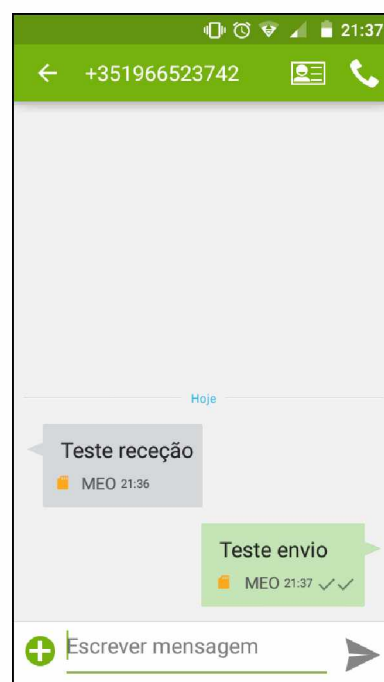 21:37
+351966523742
Hoje
Teste receção
MEO 21:36
Teste envio
MEO 21:37
Escrever mensagem